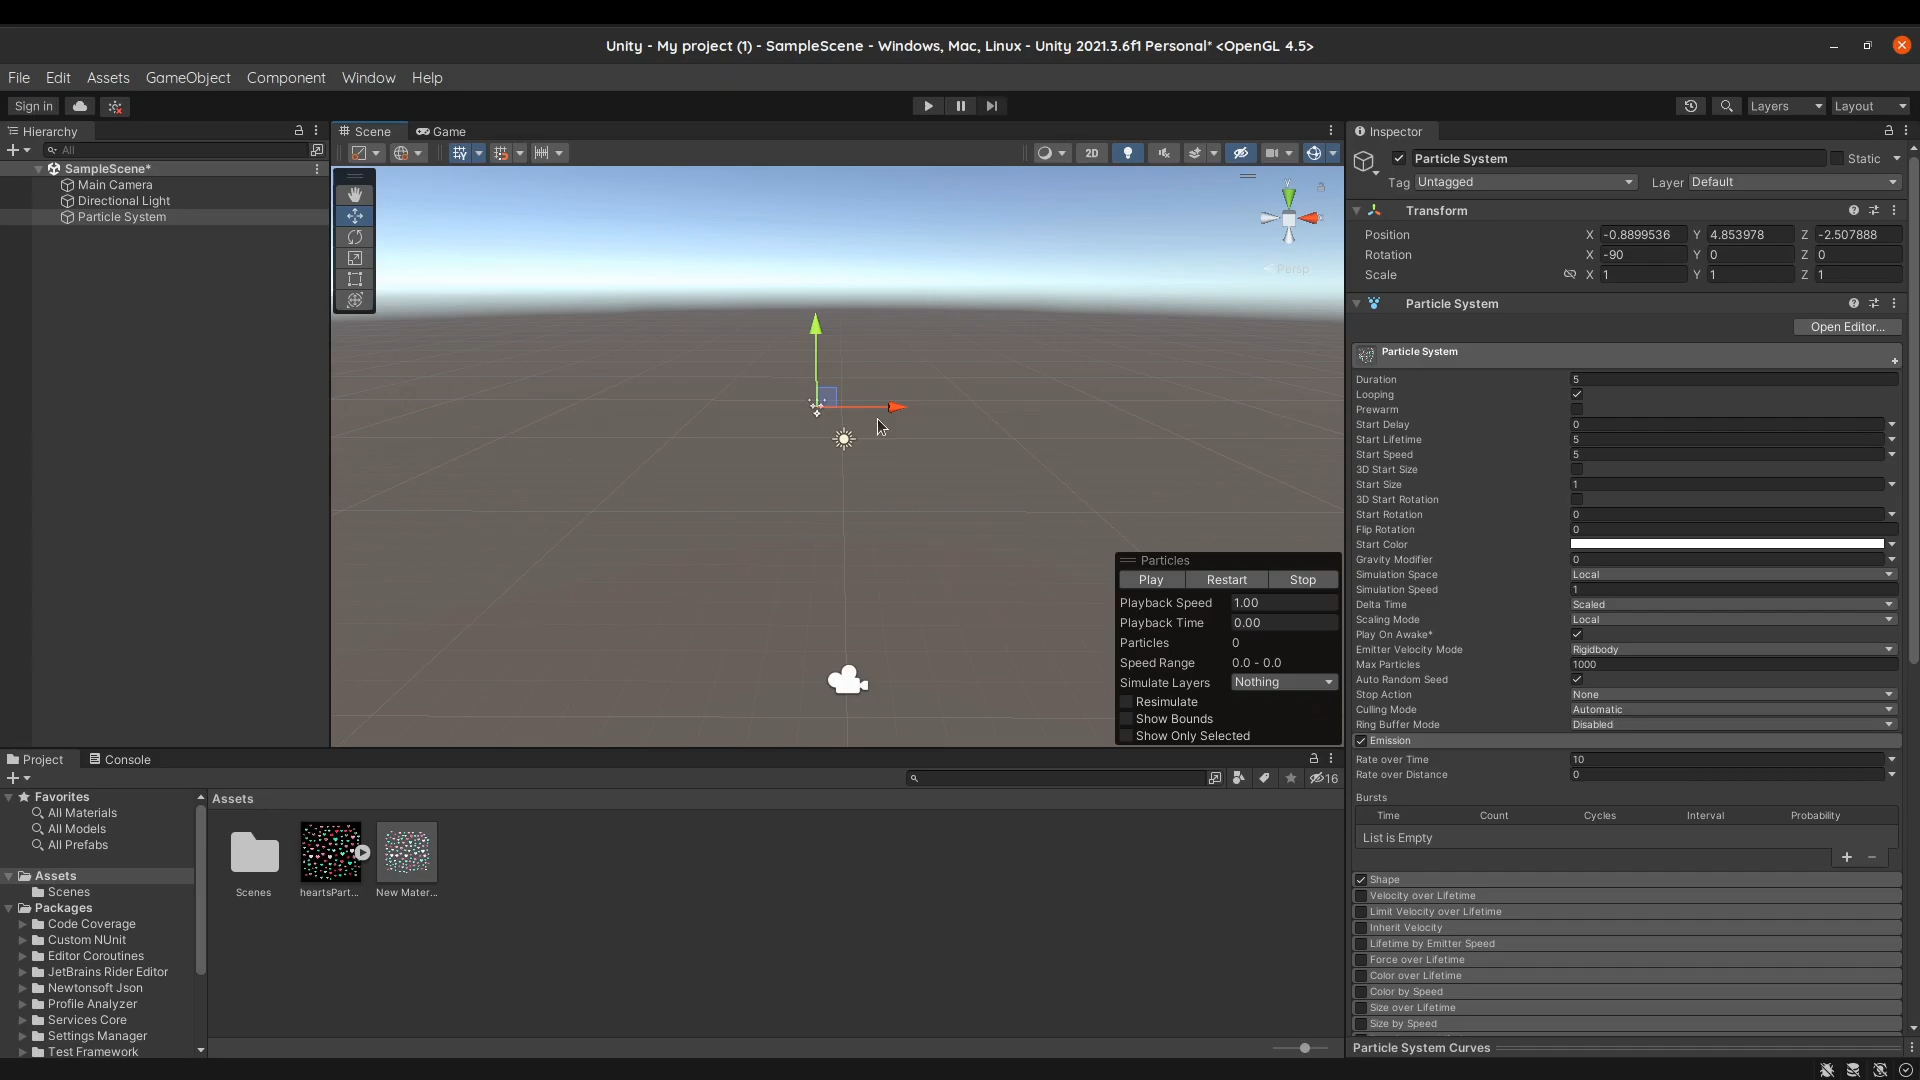 Unity - My project (1) - SampleScene - Windows, Mac, Linux - Unity 2021.3.6f1 Personal* <OpenGL 4.5>
File Edit Assets GameObject Component Window Help
Sign in Layers Layout
Hierarchy
All
SampleScene*
Main Camera
Directional Light
Particle System
Scene Game
2D
y
Persp
Particles
Play Restart Stop
Playback Speed 1.00
Playback Time 0.00
Particles 0
Speed Range 0.0 - 0.0
Simulate Layers Nothing
Resimulate
Show Bounds
Show Only Selected
Inspector
Particle System Static
Tag Untagged Layer Default
Transform
Position X -0.8899536 Y 4.853978 Z -2.507888
Rotation X -90 Y 0 Z 0
Scale X 1 Y 1 Z 1
Particle System
Open Editor...
Particle System
Duration 5
Looping
Prewarm
Start Delay 0
Start Lifetime 5
Start Speed 5
3D Start Size
Start Size 1
3D Start Rotation
Start Rotation 0
Flip Rotation 0
Start Color
Gravity Modifier 0
Simulation Space Local
Simulation Speed 1
Delta Time Scaled
Scaling Mode Local
Play On Awake*
Emitter Velocity Mode Rigidbody
Max Particles 1000
Auto Random Seed
Stop Action None
Culling Mode Automatic
Ring Buffer Mode Disabled
Emission
Rate over Time 10
Rate over Distance 0
Bursts
Time Count Cycles Interval Probability
List is Empty
Shape
Velocity over Lifetime
Limit Velocity over Lifetime
Inherit Velocity
Lifetime by Emitter Speed
Force over Lifetime
Color over Lifetime
Color by Speed
Size over Lifetime
Size by Speed
Particle System Curves
Project Console
16
Favorites
All Materials
All Models
All Prefabs
Assets
Scenes
Packages
Code Coverage
Custom NUnit
Editor Coroutines
JetBrains Rider Editor
Newtonsoft Json
Profile Analyzer
Services Core
Settings Manager
Test Framework
Assets
Scenes heartsPart... New Mater...